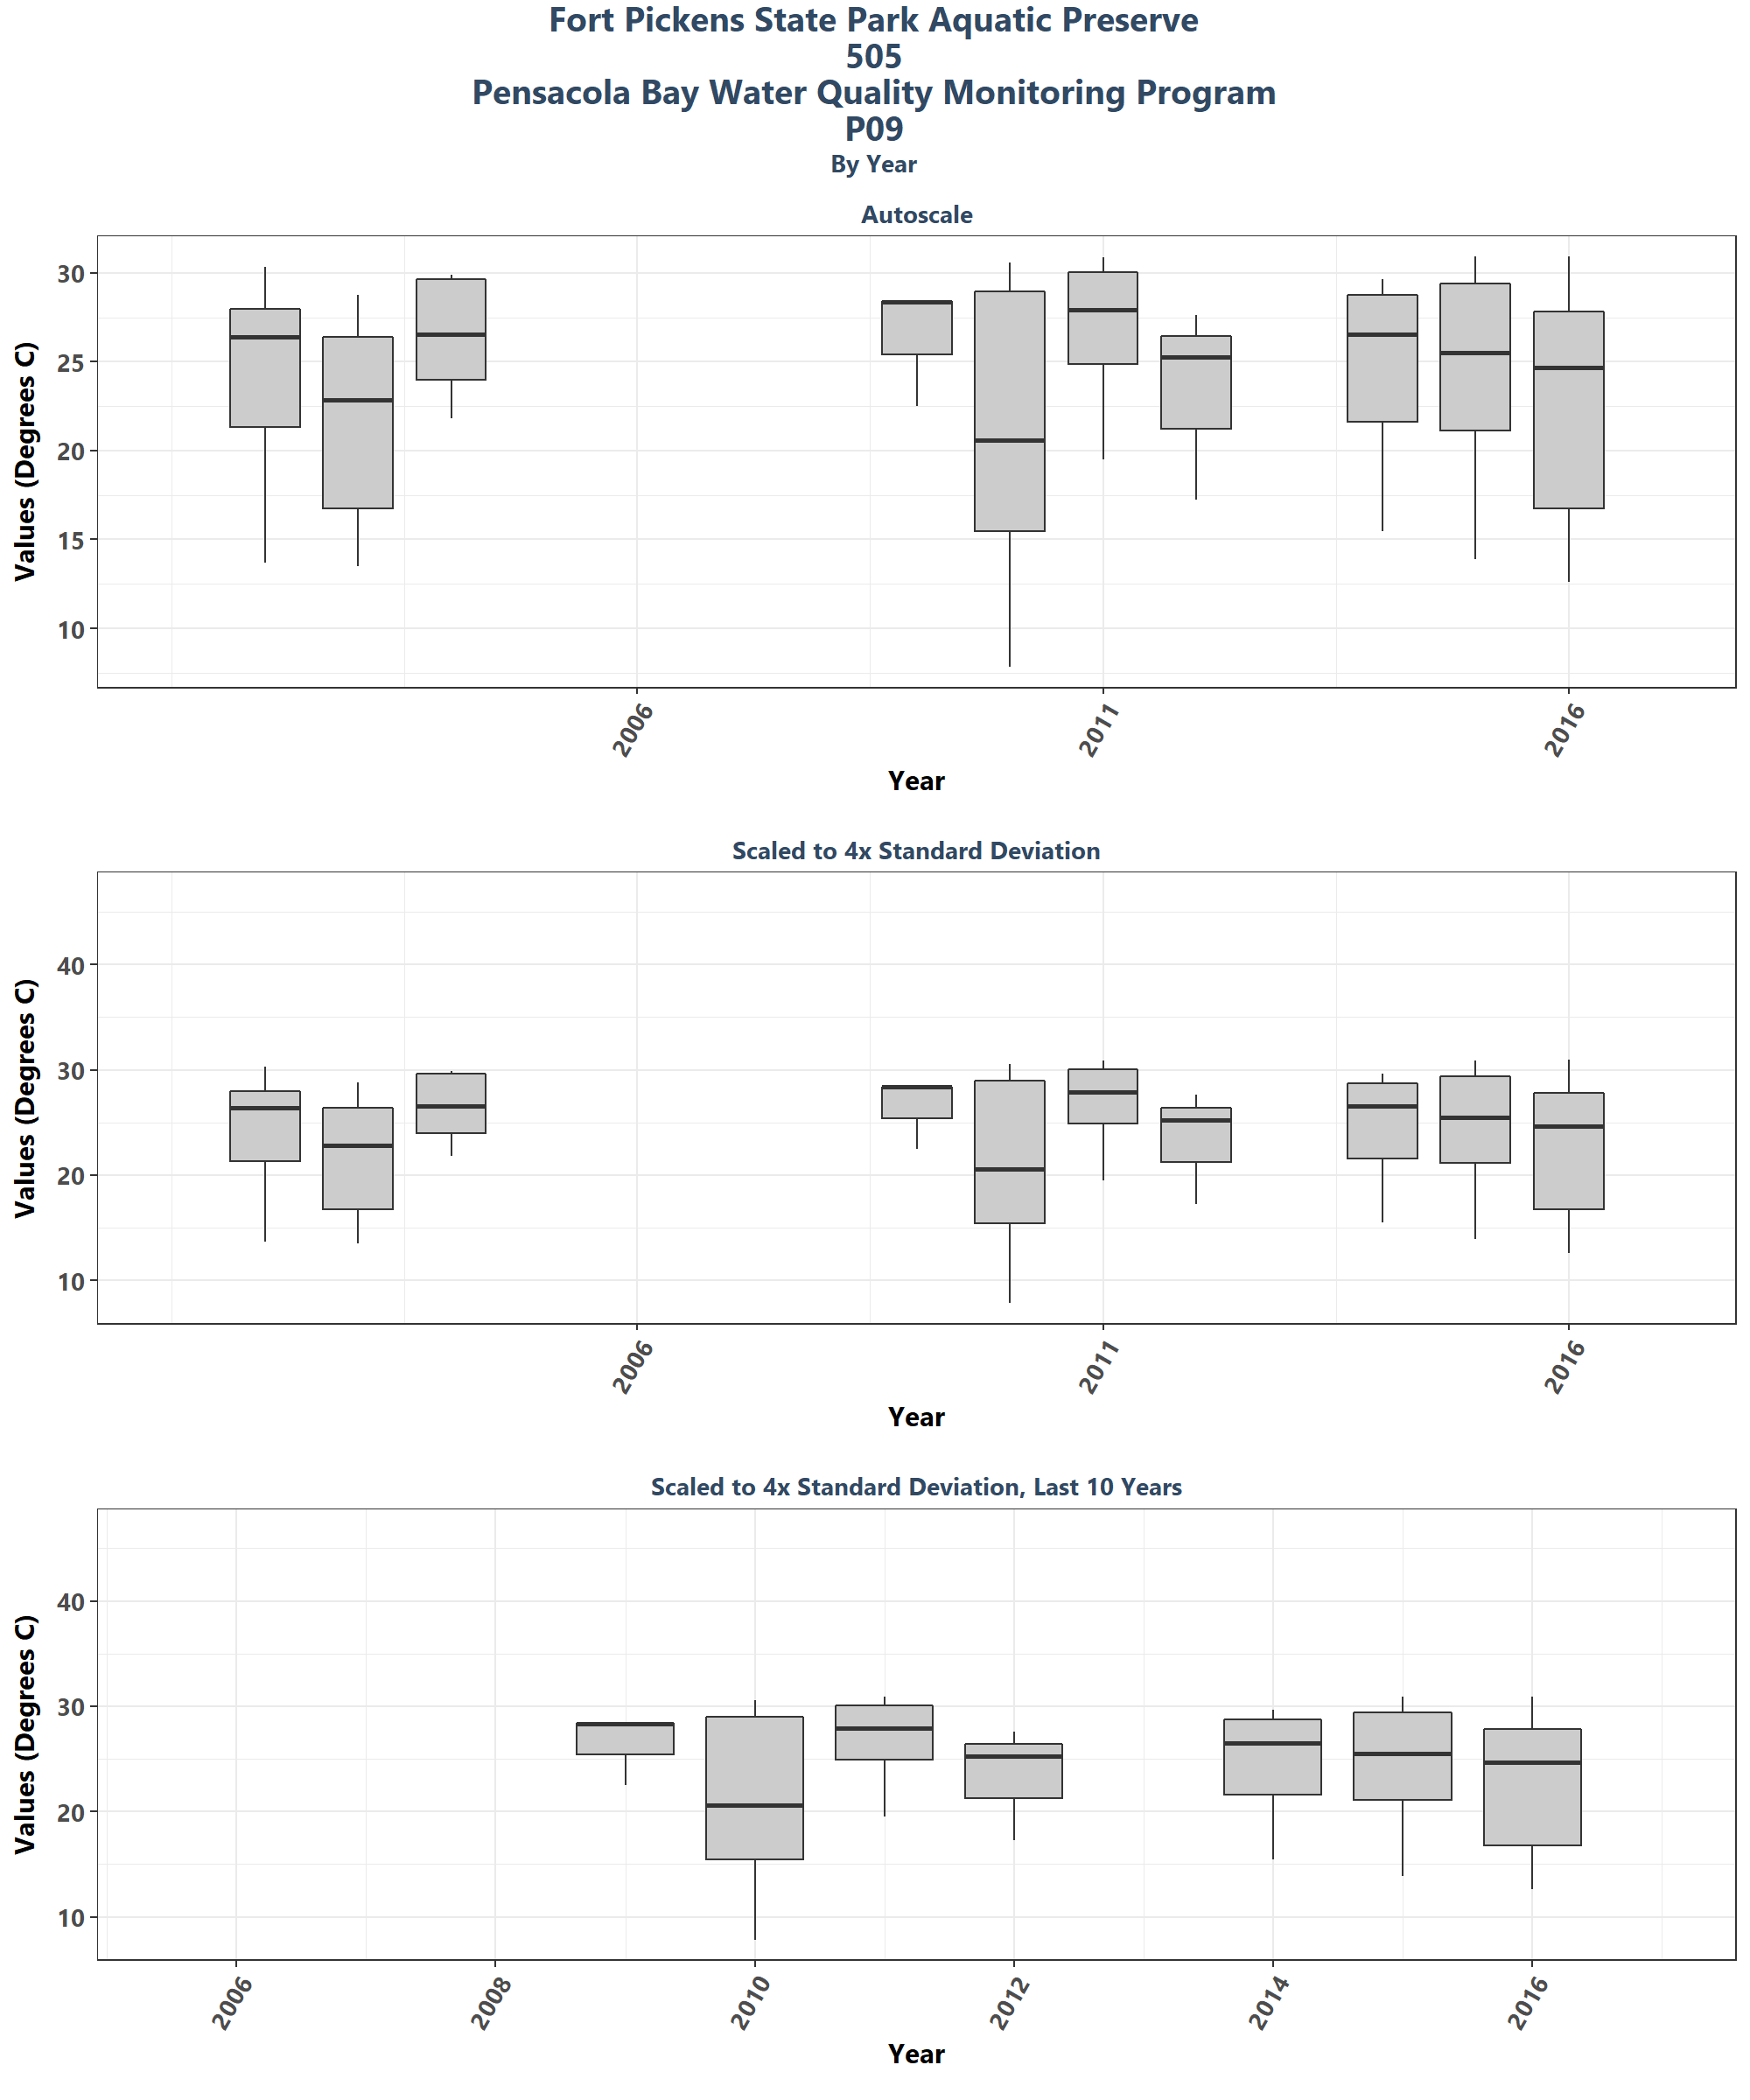 Fort Pickens State Park Aquatic Preserve
505
Pensacola Bay Water Quality Monitoring Program
P09
By Year
Autoscale
Values (Degrees C)
30
25
20
15
10
2006
2011
2016
Year
Scaled to 4x Standard Deviation
Values (Degrees C)
40
30
20
10
2006
2011
2016
Year
Scaled to 4x Standard Deviation, Last 10 Years
Values (Degrees C)
40
30
20
10
2006
2008
2010
2012
2014
2016
Year